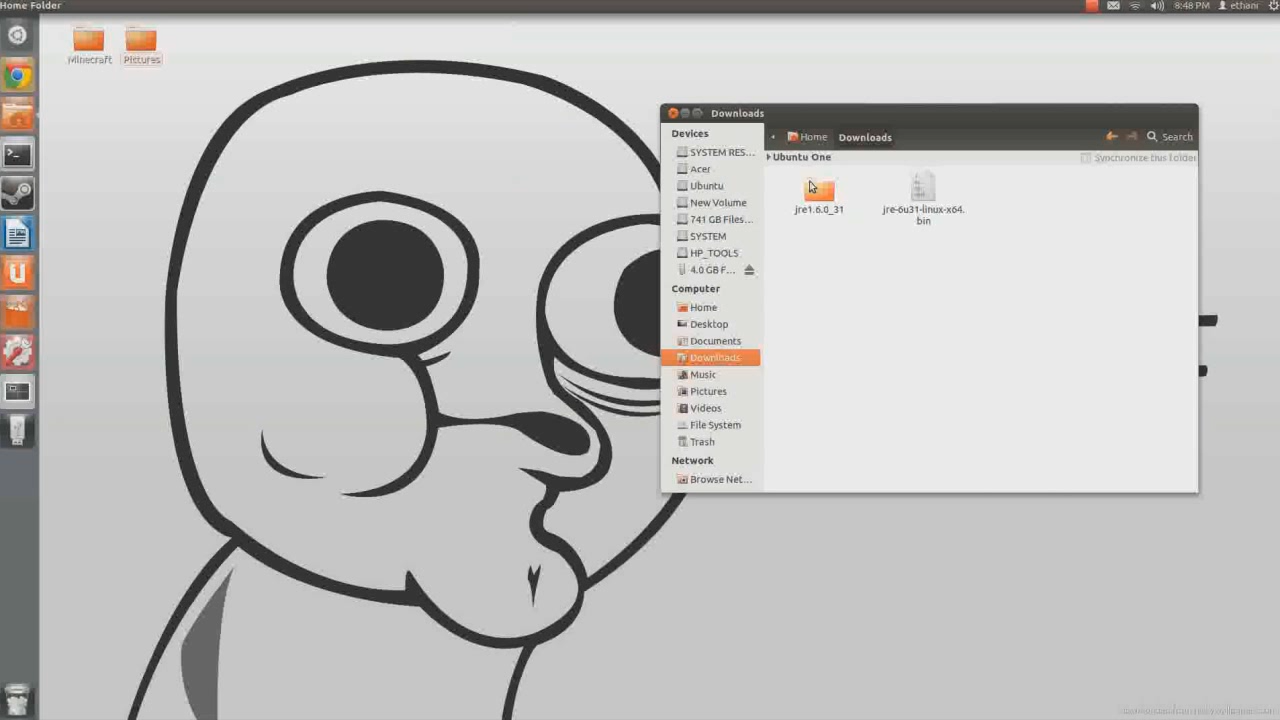 Home Folder
8:48 PM
ethani
Minecraft
Pictures
Downloads
Devices
SYSTEM RES...
Acer
Ubuntu
New Volume
741 GB Files...
SYSTEM
HP_TOOLS
4.0 GB F...
Computer
Home
Desktop
Documents
Downloads
Music
Pictures
Videos
File System
Trash
Network
Browse Net...
Home
Downloads
Search
Ubuntu One
Synchronize this folder
jre1.6.0_31
jre-6u31-linux-x64.
bin